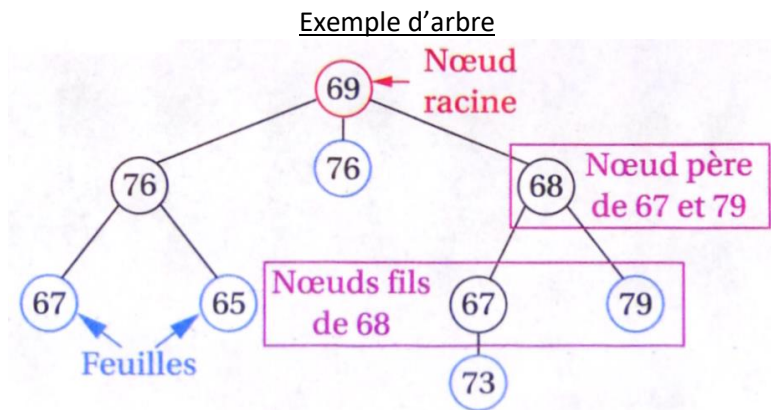 Exemple d'arbre
Nœud
racine
69
76
76
68
Nœud père
de 67 et 79
67
65
Nœuds fils
de 68
67
79
Feuilles
73